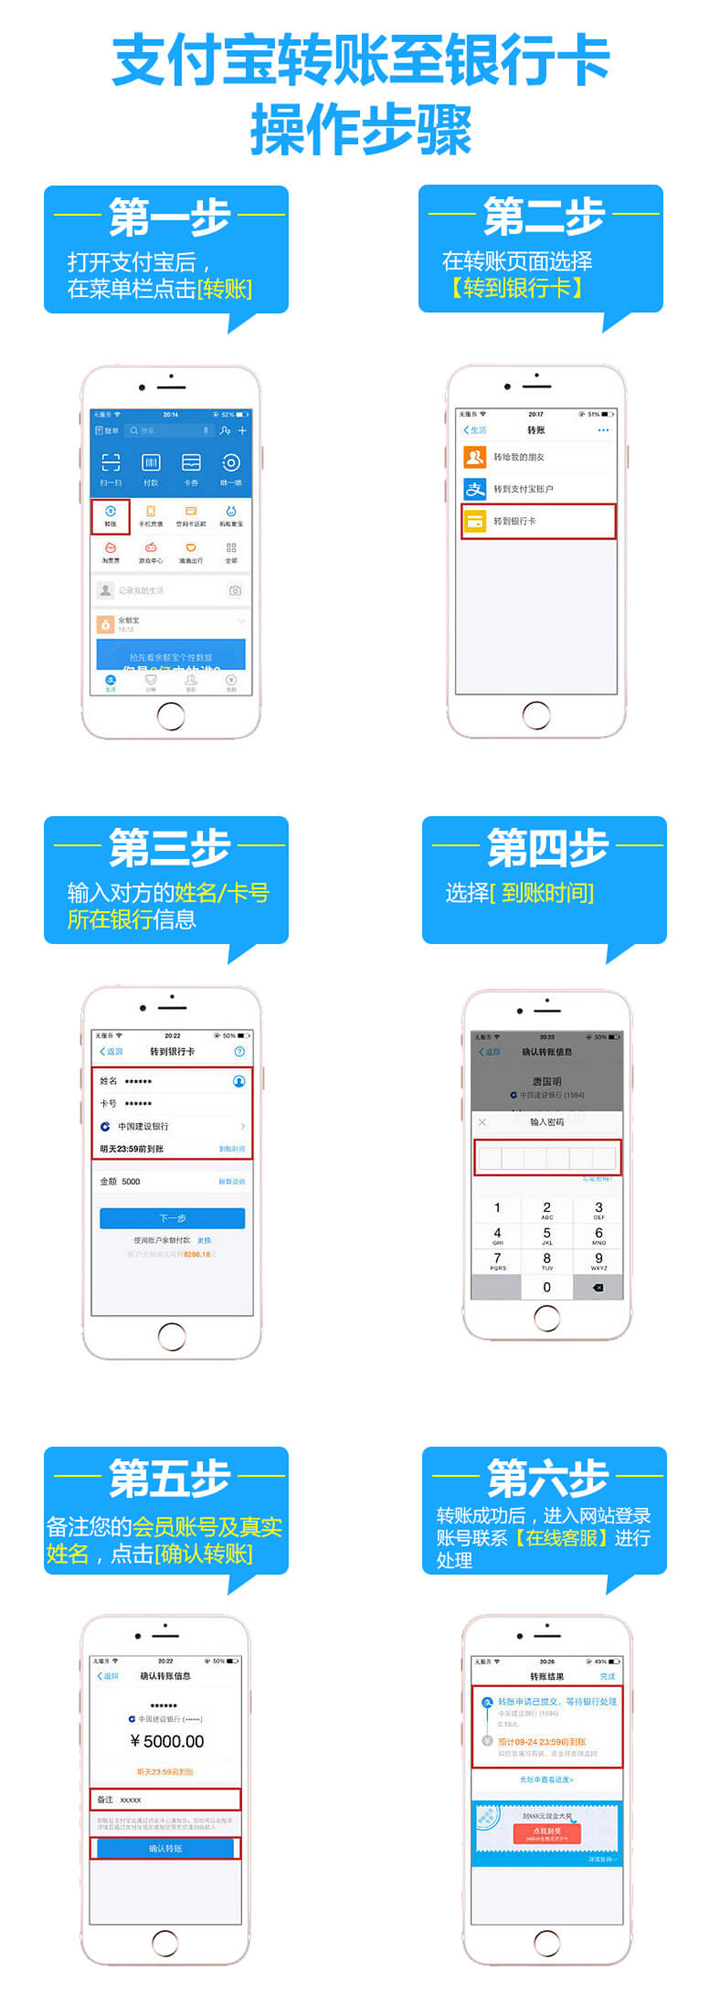 支付宝转账至银行卡
操作步骤
第一步
打开支付宝后，
在菜单栏点击[转账]
第二步
在转账页面选择
【转到银行卡】
无服务 20:14 52%
账单 搜索
扫一扫 付款 卡券 咻一咻
转账 手机充值 信用卡还款 蚂蚁聚宝
淘票票 游戏中心 滴滴出行 全部
记录我的生活
余额宝
18:12
抢先看余额宝个性数据
无服务 20:17 51%
生活 转账
转给我的朋友
转到支付宝账户
转到银行卡
第三步
输入对方的姓名/卡号
所在银行信息
第四步
选择[ 到账时间]
无服务 20:22 50%
返回 转到银行卡
姓名 ******
卡号 ******
中国建设银行
明天23:59前到账 到账时间
金额 5000 限额说明
下一步
使用账户余额付款 更换
无服务 20:23 50%
返回 确认转账信息
唐国明
中国建设银行 (1594)
输入密码
忘记密码?
1 2 3
ABC DEF
4 5 6
GHI JKL MNO
7 8 9
PQRS TUV WXYZ
0
第五步
备注您的会员账号及真实
姓名，点击[确认转账]
第六步
转账成功后，进入网站登录
账号联系【在线客服】进行
处理
无服务 20:22 50%
返回 确认转账信息
******
中国建设银行 (******)
¥ 5000.00
明天23:59前到账
备注 xxxxx
确认转账
无服务 20:26 49%
转账结果 完成
转账申请已提交，等待银行处理
中国建设银行 (1594)
0.10元
预计09-24 23:59前到账
去账单查看进度>
刮XXX元现金大奖
点我刮奖